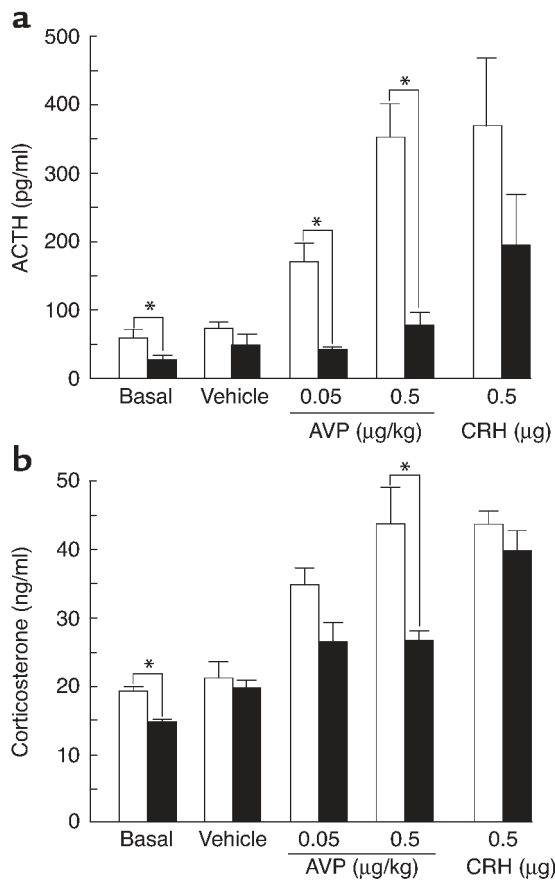 a
500
400
300
200
100
0
ACTH (pg/ml)
*
*
*
Basal
Vehicle
0.05
0.5
0.5
AVP (μg/kg)
CRH (μg)
b
50
40
30
20
10
0
Corticosterone (ng/ml)
*
*
Basal
Vehicle
0.05
0.5
0.5
AVP (μg/kg)
CRH (μg)